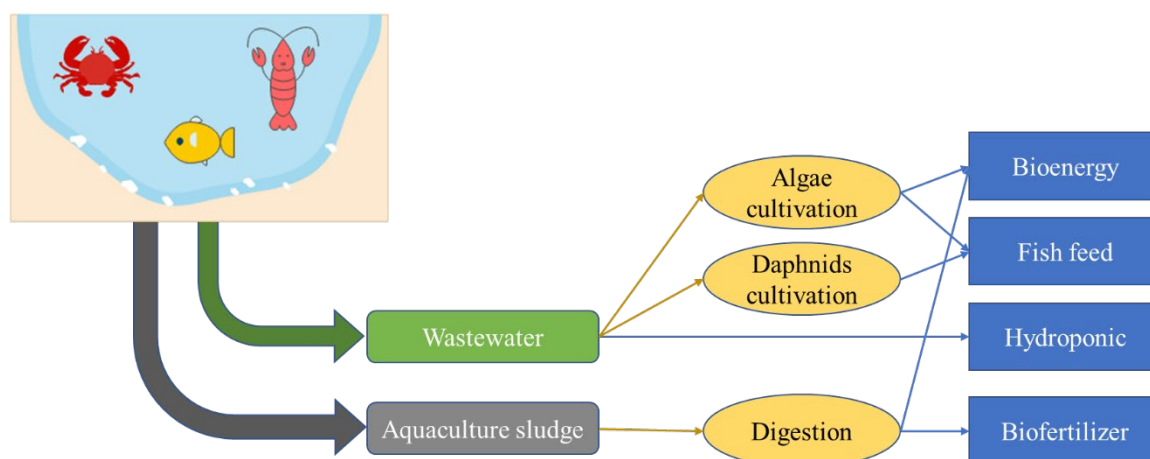 Algae
cultivation
Bioenergy
Daphnids
cultivation
Fish feed
Wastewater
Hydroponic
Aquaculture sludge
Digestion
Biofertilizer